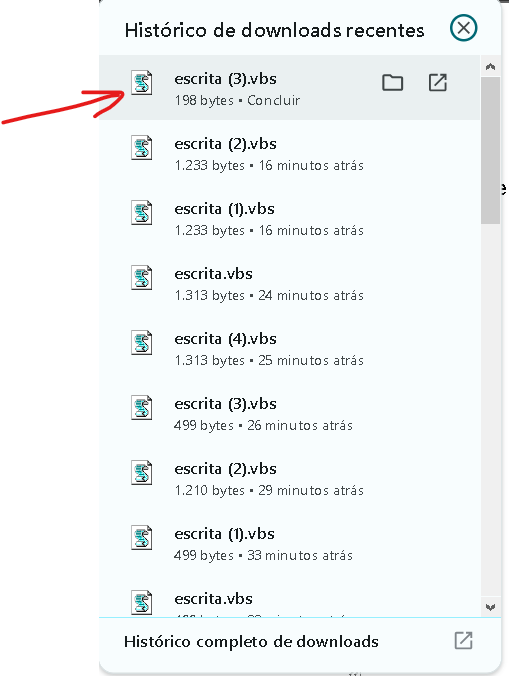 Histórico de downloads recentes
escrita (3).vbs
198 bytes • Concluir
escrita (2).vbs
1.233 bytes • 16 minutos atrás
escrita (1).vbs
1.233 bytes • 16 minutos atrás
escrita.vbs
1.313 bytes • 24 minutos atrás
escrita (4).vbs
1.313 bytes • 25 minutos atrás
escrita (3).vbs
499 bytes • 26 minutos atrás
escrita (2).vbs
1.210 bytes • 29 minutos atrás
escrita (1).vbs
499 bytes • 33 minutos atrás
escrita.vbs
Histórico completo de downloads